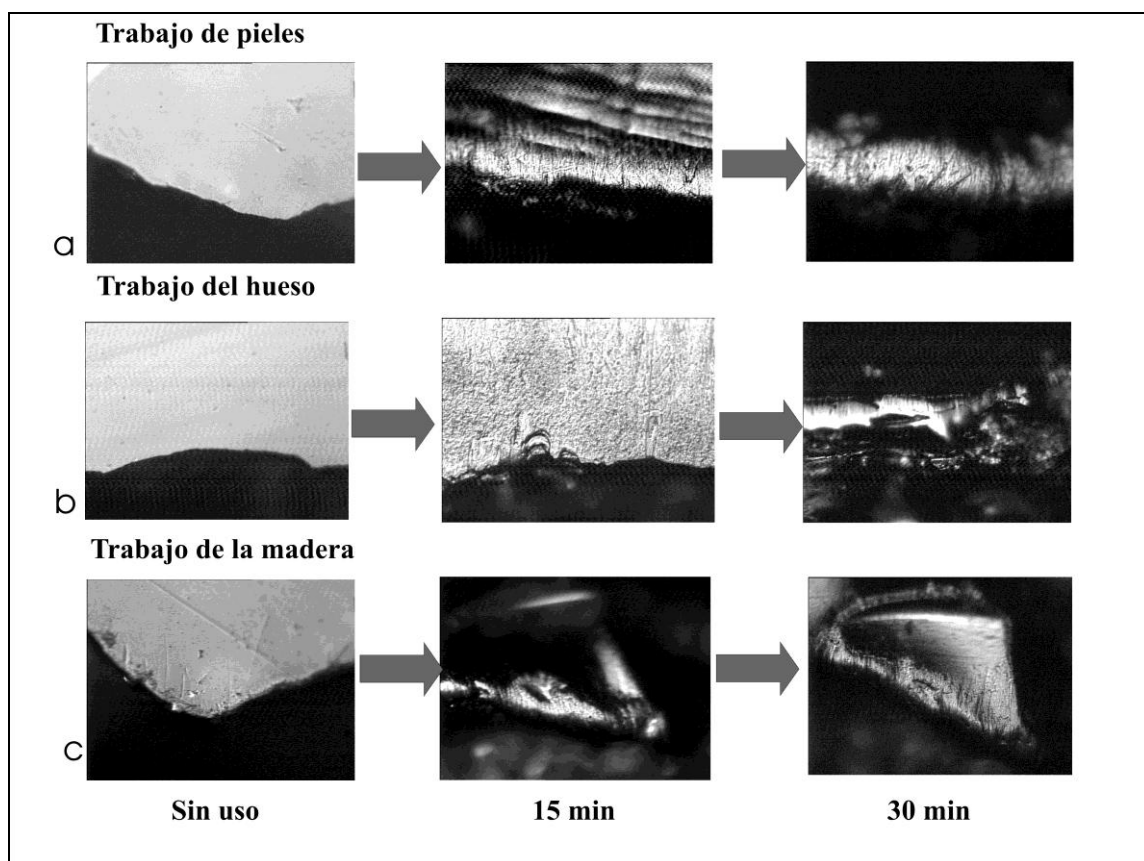 Trabajo de pieles
a
Trabajo del hueso
b
Trabajo de la madera
c
Sin uso 15 min 30 min